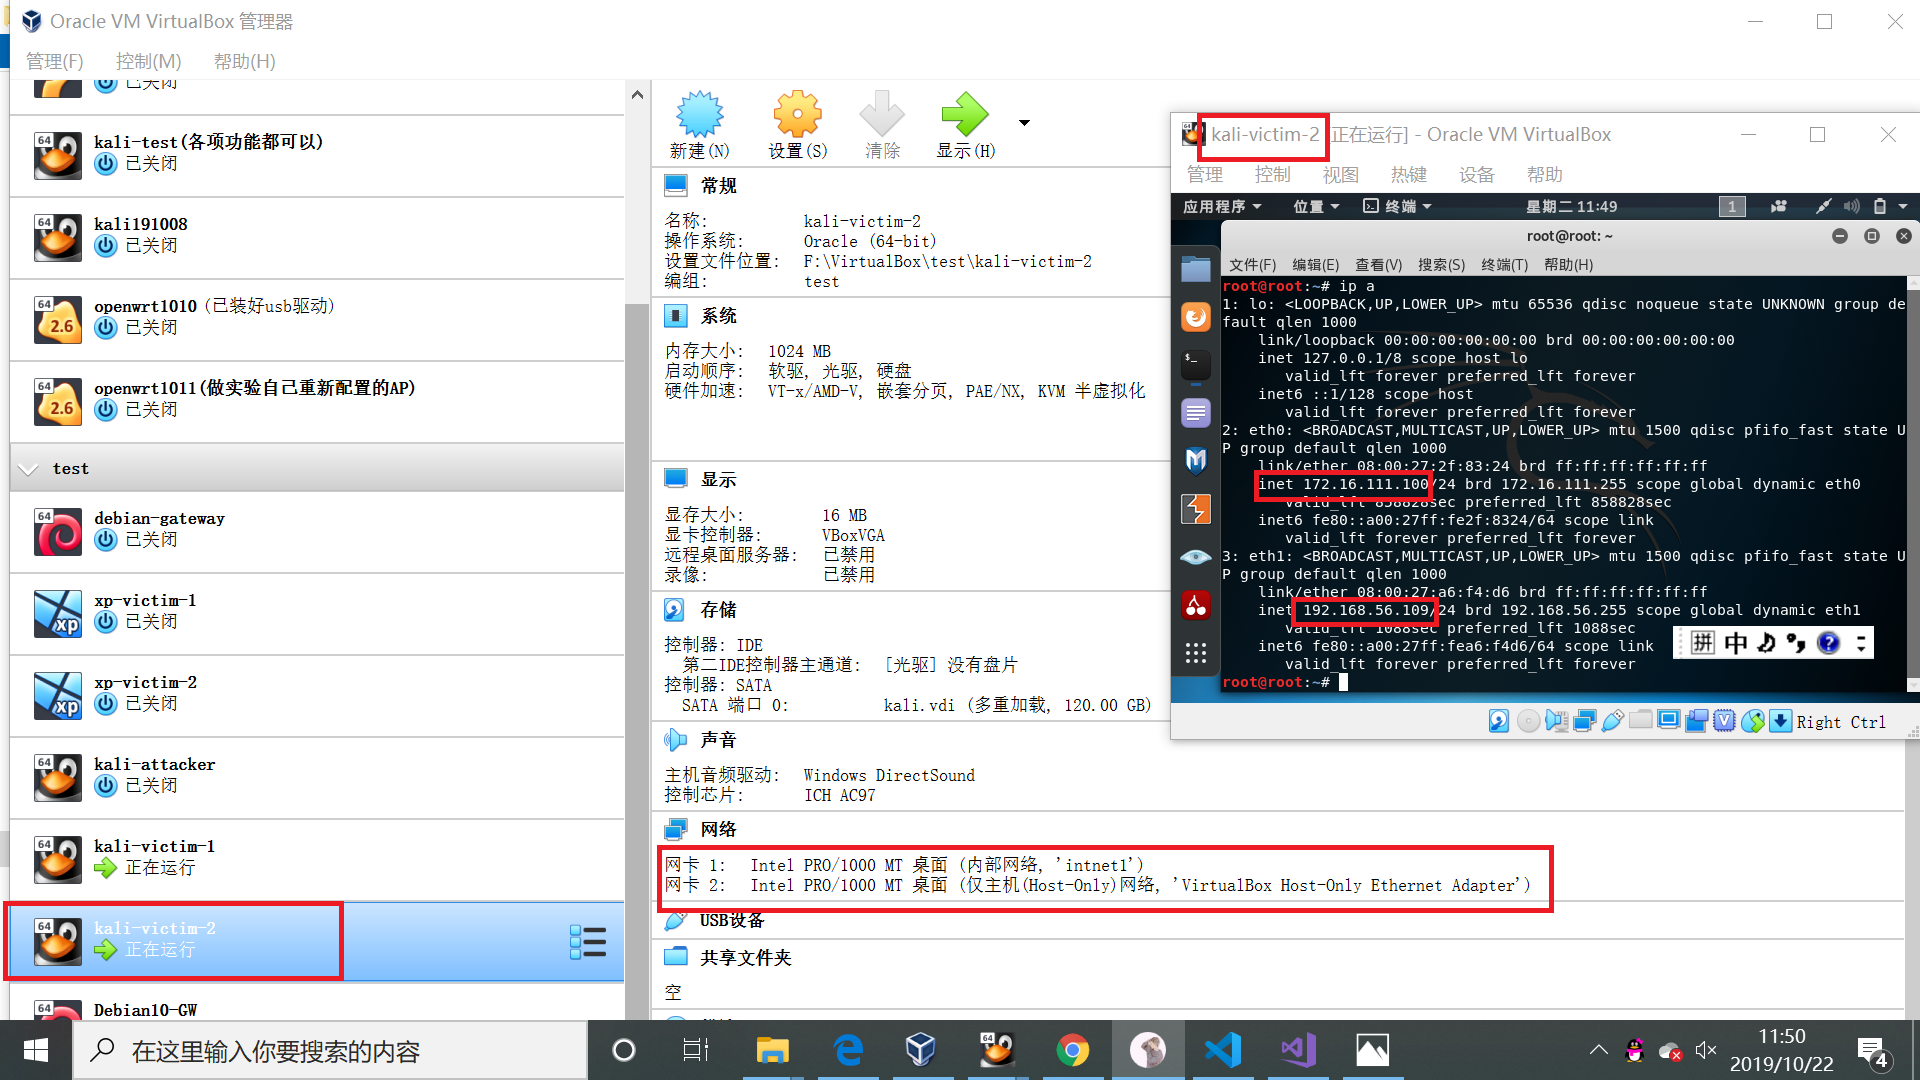 Oracle VM VirtualBox 管理器
管理(F) 控制(M) 帮助(H)
已关闭
kali-test(各项功能都可以)
已关闭
kali191008
已关闭
openwrt1010 (已装好usb驱动)
已关闭
openwrt1011(做实验自己重新配置的AP)
已关闭
test
debian-gateway
已关闭
xp-victim-1
已关闭
xp-victim-2
已关闭
kali-attacker
已关闭
kali-victim-1
正在运行
kali-victim-2
正在运行
Debian10-GW
新建(N) 设置(S) 清除 显示(H)
常规
名称: kali-victim-2
操作系统: Oracle (64-bit)
设置文件位置: F:\VirtualBox\test\kali-victim-2
编组: test
系统
内存大小: 1024 MB
启动顺序: 软驱, 光驱, 硬盘
硬件加速: VT-x/AMD-V, 嵌套分页, PAE/NX, KVM 半虚拟化
显示
显存大小: 16 MB
显卡控制器: VBoxVGA
远程桌面服务器: 已禁用
录像: 已禁用
存储
控制器: IDE
第二IDE控制器主通道: [光驱] 没有盘片
控制器: SATA
SATA 端口 0: kali.vdi (多重加载, 120.00 GB)
声音
主机音频驱动: Windows DirectSound
控制芯片: ICH AC97
网络
网卡 1: Intel PRO/1000 MT 桌面 (内部网络, 'intnet1')
网卡 2: Intel PRO/1000 MT 桌面 (仅主机(Host-Only)网络, 'VirtualBox Host-Only Ethernet Adapter')
USB设备
共享文件夹
空
kali-victim-2 正在运行] - Oracle VM VirtualBox
管理 控制 视图 热键 设备 帮助
应用程序 位置 终端 星期二 11:49 1
root@root: ~
文件(F) 编辑(E) 查看(V) 搜索(S) 终端(T) 帮助(H)
root@root:~# ip a
1: lo: <LOOPBACK,UP,LOWER_UP> mtu 65536 qdisc noqueue state UNKNOWN group de
fault qlen 1000
link/loopback 00:00:00:00:00:00 brd 00:00:00:00:00:00
inet 127.0.0.1/8 scope host lo
valid_lft forever preferred_lft forever
inet6 ::1/128 scope host
valid_lft forever preferred_lft forever
2: eth0: <BROADCAST,MULTICAST,UP,LOWER_UP> mtu 1500 qdisc pfifo_fast state U
P group default qlen 1000
link/ether 08:00:27:2f:83:24 brd ff:ff:ff:ff:ff:ff
inet 172.16.111.100/24 brd 172.16.111.255 scope global dynamic eth0
valid_lft 858828sec preferred_lft 858828sec
inet6 fe80::a00:27ff:fe2f:8324/64 scope link
valid_lft forever preferred_lft forever
3: eth1: <BROADCAST,MULTICAST,UP,LOWER_UP> mtu 1500 qdisc pfifo_fast state U
P group default qlen 1000
link/ether 08:00:27:a6:f4:d6 brd ff:ff:ff:ff:ff:ff
inet 192.168.56.109/24 brd 192.168.56.255 scope global dynamic eth1
valid_lft 1088sec preferred_lft 1088sec
inet6 fe80::a00:27ff:fea6:f4d6/64 scope link
valid_lft forever preferred_lft forever
root@root:~#
拼 中
Right Ctrl
在这里输入你要搜索的内容
11:50
2019/10/22
4